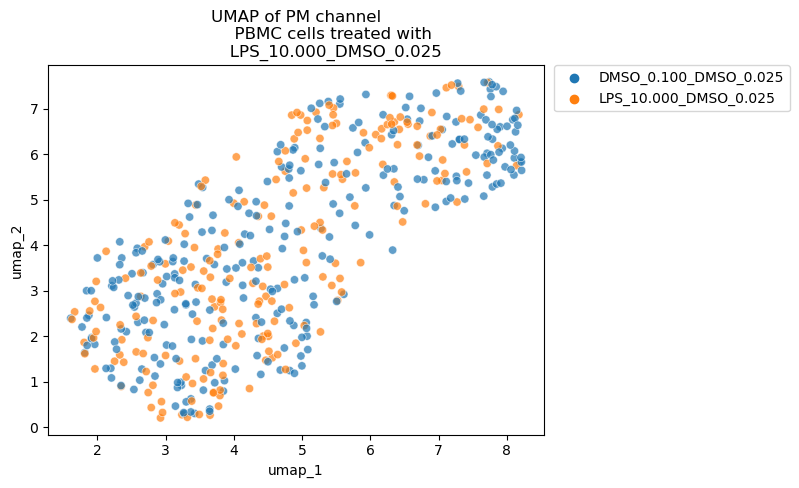 UMAP of PM channel
PBMC cells treated with
LPS_10.000_DMSO_0.025
DMSO_0.100_DMSO_0.025
LPS_10.000_DMSO_0.025
umap_2
7
6
5
4
3
2
1
0
2 3 4 5 6 7 8
umap_1